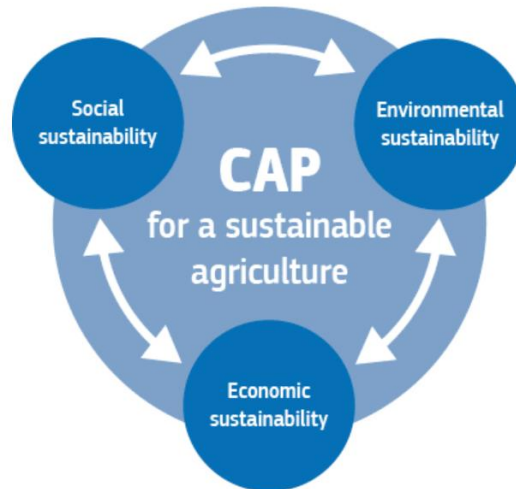 Social
sustainability
Environmental
sustainability
CAP
for a sustainable
agriculture
Economic
sustainability